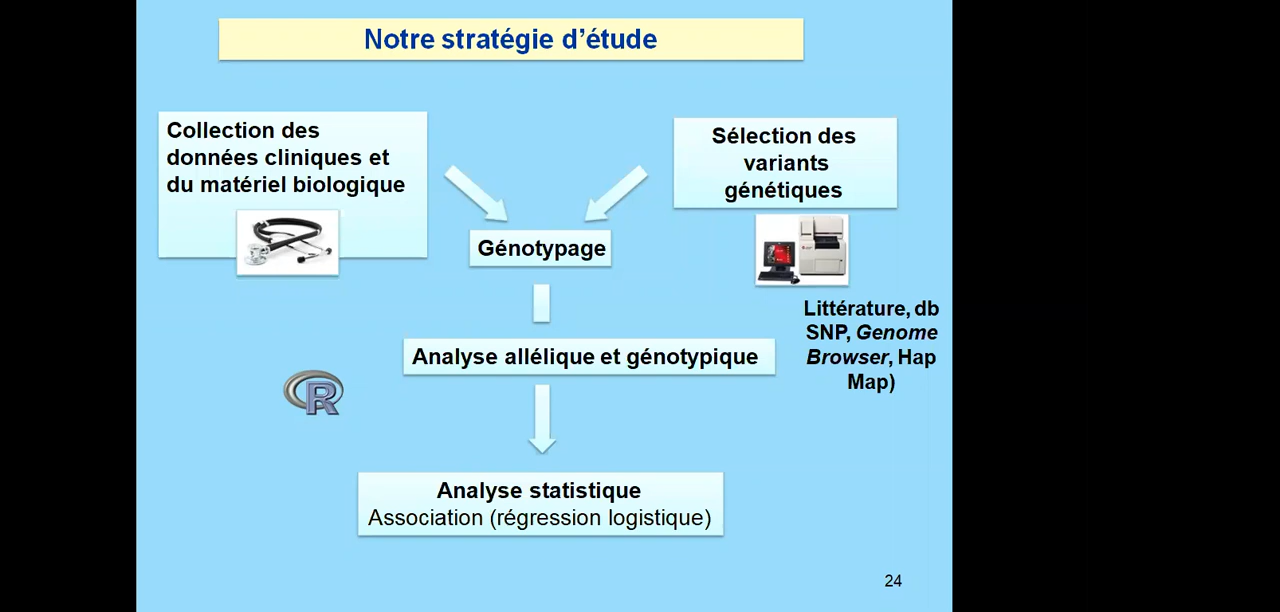 Notre stratégie d’étude
Collection des
données cliniques et
du matériel biologique
Sélection des
variants
génétiques
Génotypage
Littérature, db
SNP, Genome
Browser, Hap
Map)
Analyse allélique et génotypique
R
Analyse statistique
Association (régression logistique)
24